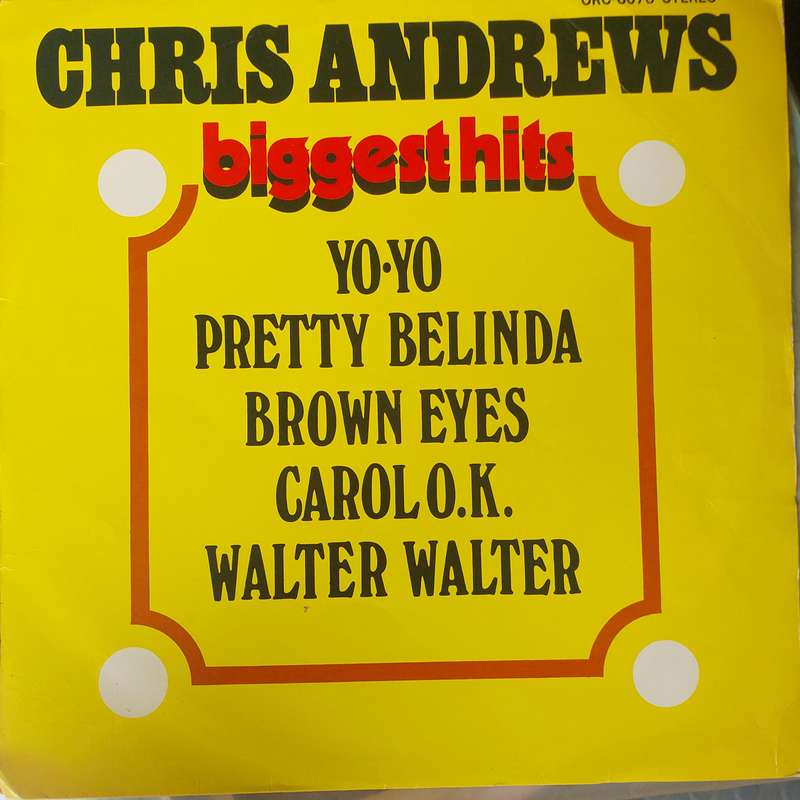 CHRIS ANDREWS
biggest hits
YO·YO
PRETTY BELINDA
BROWN EYES
CAROL O.K.
WALTER WALTER